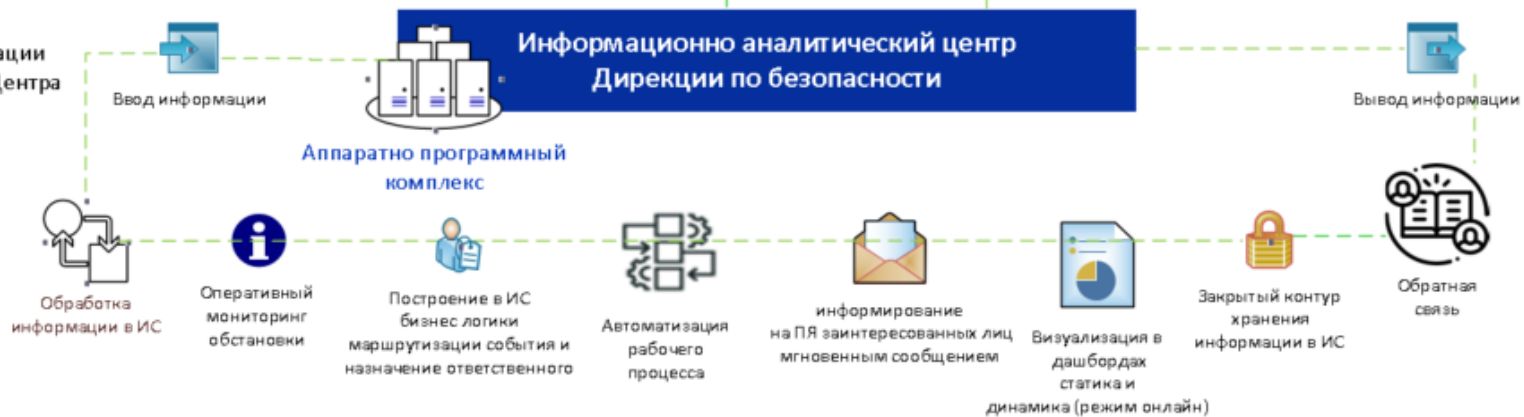 Информационно аналитический центр
Дирекции по безопасности
Ввод информации
Вывод информации
Аппаратно программный
комплекс
Обработка
информации в ИС
Оперативный
мониторинг
обстановки
Построение в ИС
бизнес логики
маршрутизации события и
назначение ответственного
Автоматизация
рабочего
процесса
информирование
на ПЯ заинтересованных лиц
мгновенным сообщением
Визуализация в
дашбордах
статика и
динамика (режим онлайн)
Закрытый контур
хранения
информации в ИС
Обратная
связь